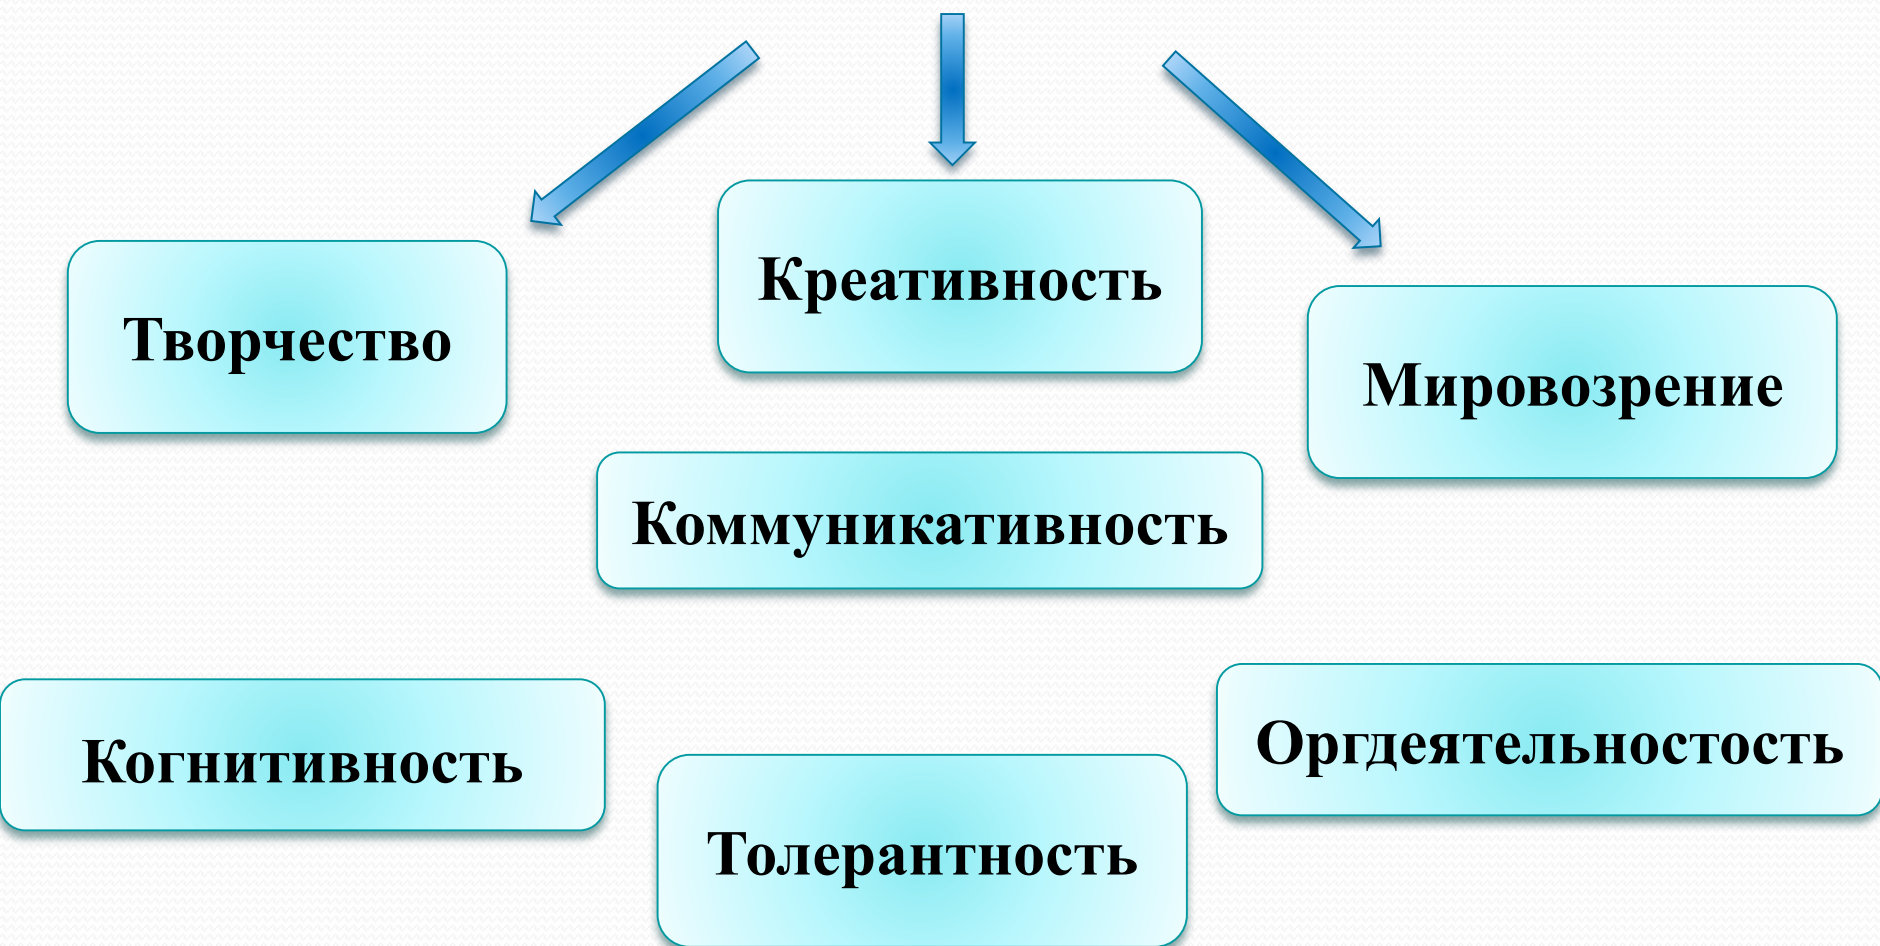 Творчество
Креативность
Мировозрение
Коммуникативность
Когнитивность
Толерантность
Оргдеятельностость